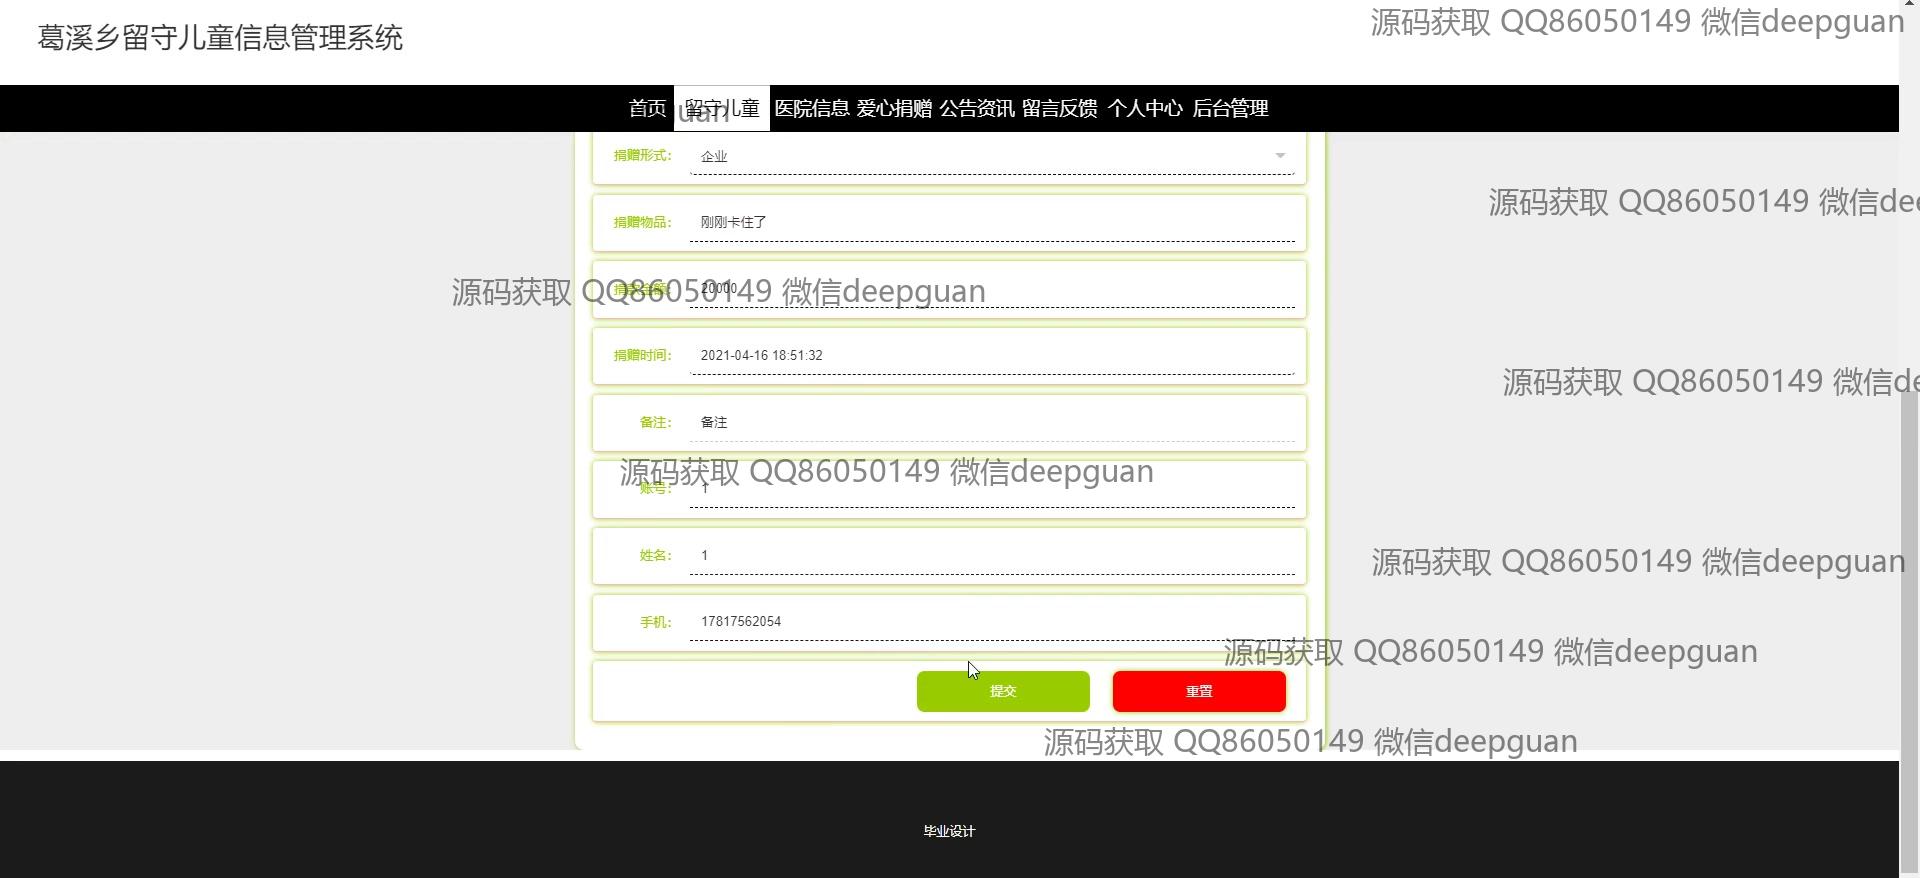 葛溪乡留守儿童信息管理系统
源码获取 QQ86050149 微信deepguan
首页 留守儿童 医院信息 爱心捐赠 公告资讯 留言反馈 个人中心 后台管理
uan
捐赠形式： 企业
源码获取 QQ86050149 微信dee
捐赠物品： 刚刚卡住了
捐款金额： 20000
源码获取 QQ86050149 微信deepguan
捐赠时间： 2021-04-16 18:51:32
源码获取 QQ86050149 微信de
备注： 备注
源码获取 QQ86050149 微信deepguan
账号： 1
姓名： 1
源码获取 QQ86050149 微信deepguan
手机： 17817562054
源码获取 QQ86050149 微信deepguan
提交 重置
源码获取 QQ86050149 微信deepguan
毕业设计